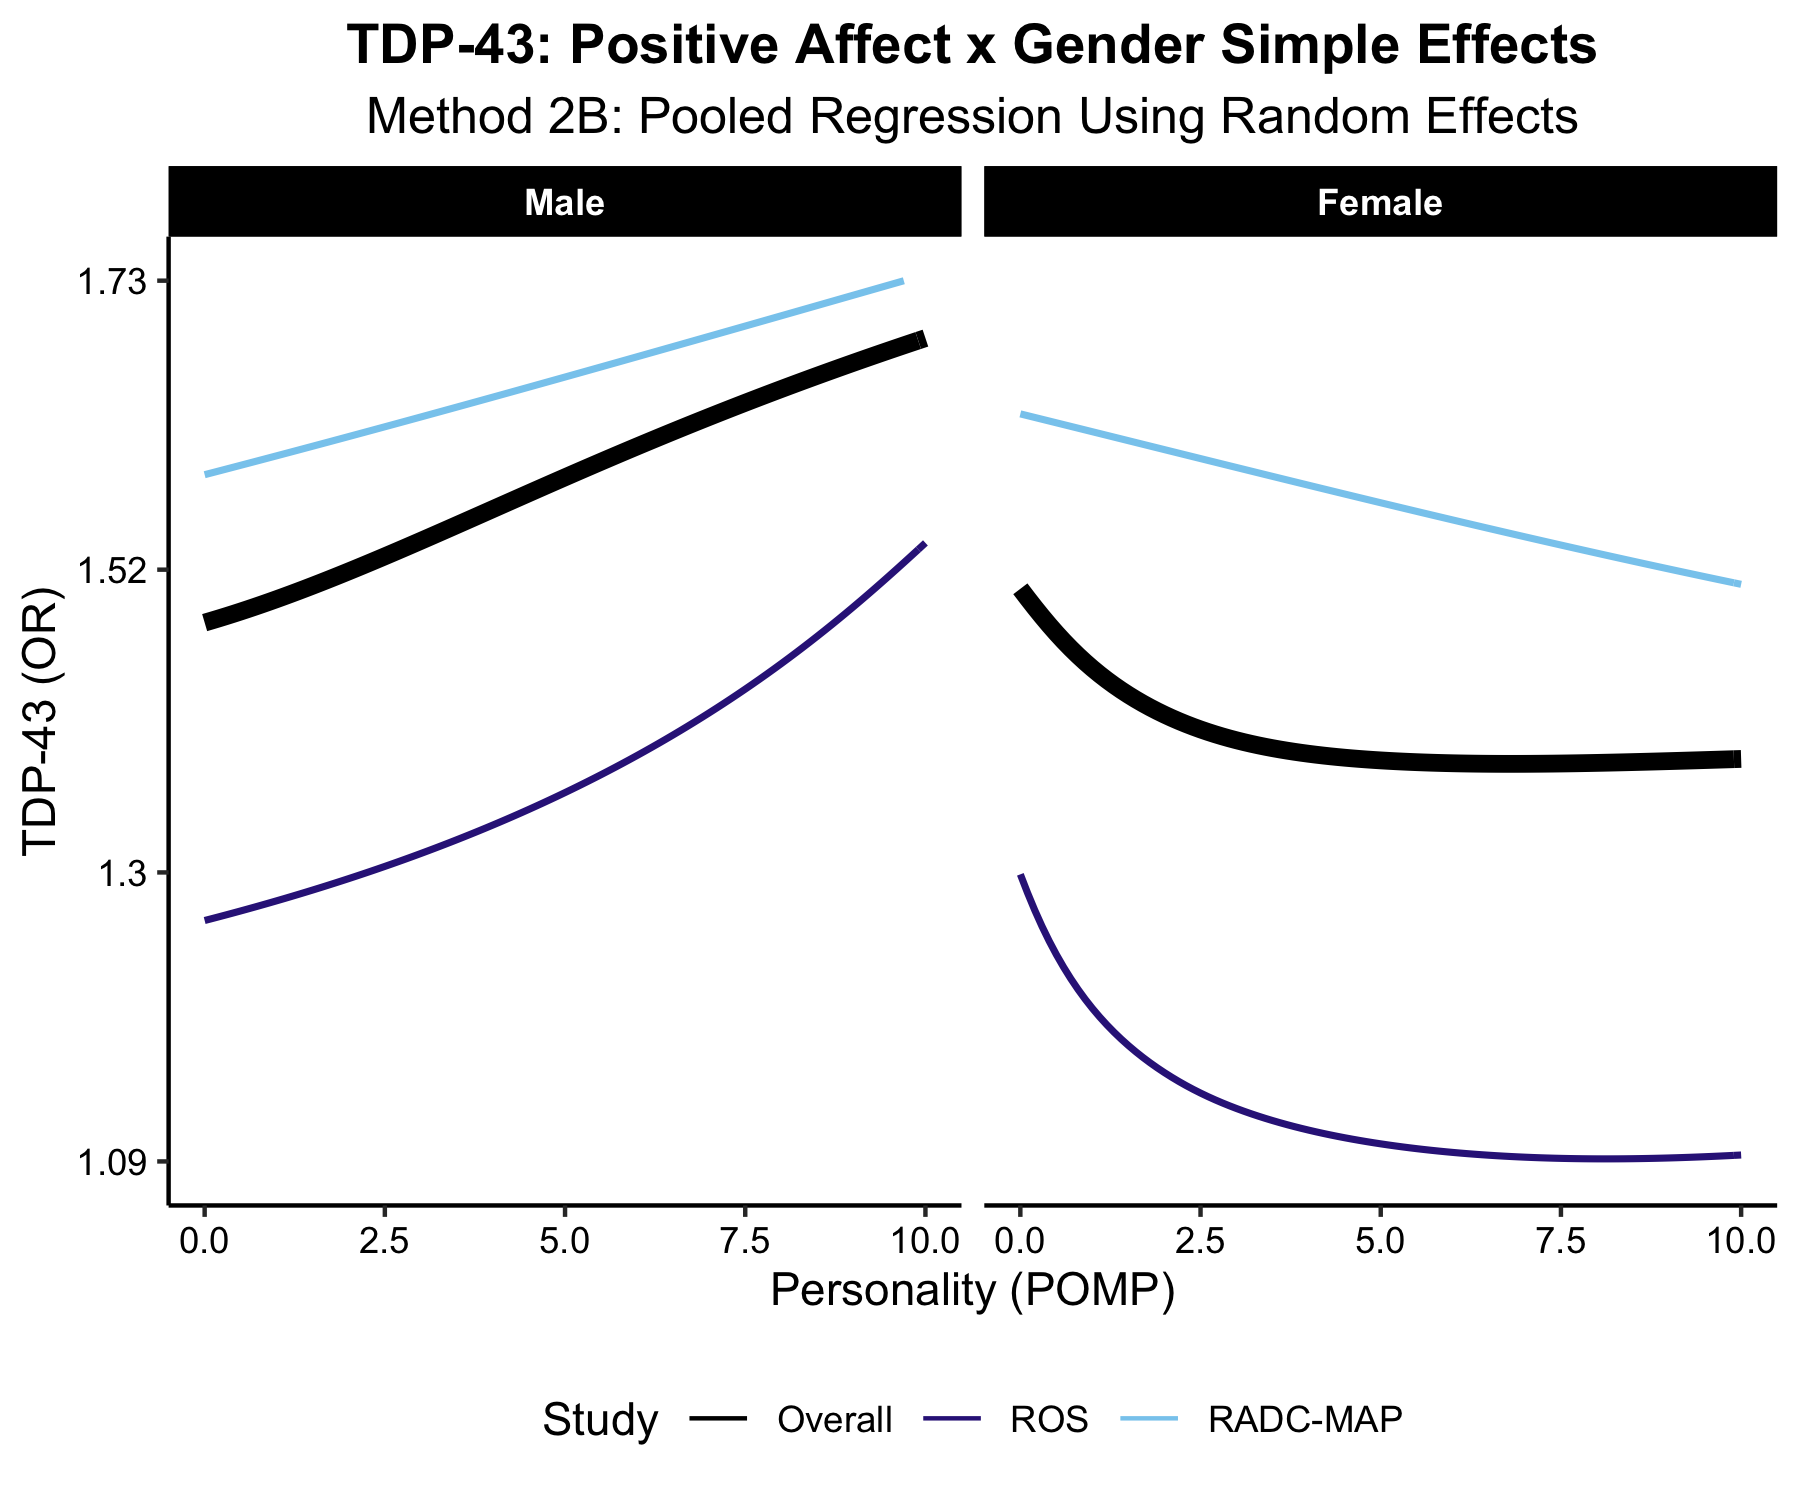 TDP-43: Positive Affect x Gender Simple Effects
Method 2B: Pooled Regression Using Random Effects
Male
Female
TDP-43 (OR)
1.73
1.52
1.3
1.09
0.0 2.5 5.0 7.5 10.0
0.0 2.5 5.0 7.5 10.0
Personality (POMP)
Study Overall ROS RADC-MAP